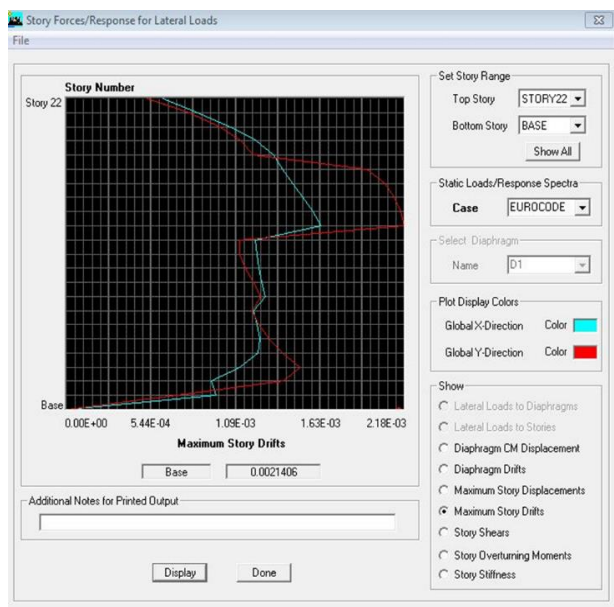 Story Forces/Response for Lateral Loads
File
Story Number
Story 22
Base
0.00E+00 5.44E-04 1.09E-03 1.63E-03 2.18E-03
Maximum Story Drifts
Base 0.0021406
Additional Notes for Printed Output
Display Done
Set Story Range
Top Story STORY22
Bottom Story BASE
Show All
Static Loads/Response Spectra
Case EUROCODE
Select Diaphragm
Name D1
Plot Display Colors
Global X-Direction Color
Global Y-Direction Color
Show
Lateral Loads to Diaphragms
Lateral Loads to Stories
Diaphragm CM Displacement
Diaphragm Drifts
Maximum Story Displacements
Maximum Story Drifts
Story Shears
Story Overturning Moments
Story Stiffness